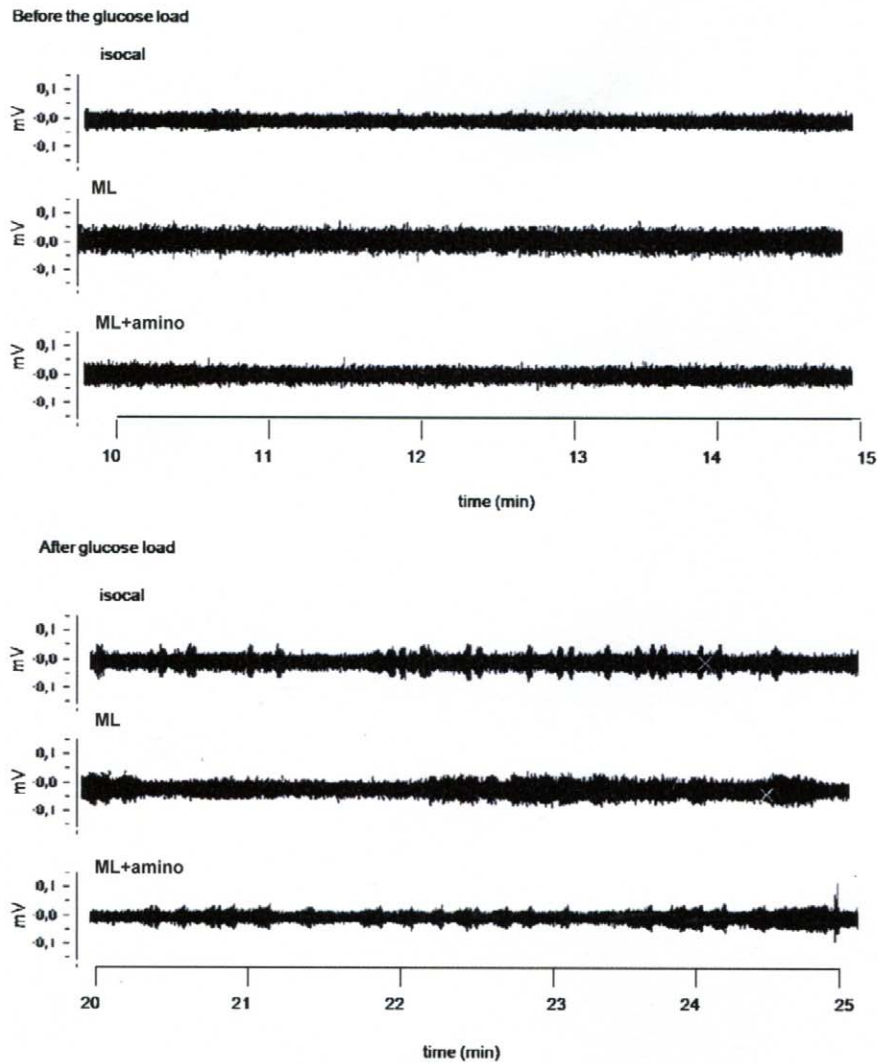 Before the glucose load
isocal
mV
0,1
-0,0
-0,1
ML
mV
0,1
-0,0
-0,1
ML+amino
mV
0,1
-0,0
-0,1
10 11 12 13 14 15
time (min)
After glucose load
isocal
mV
0,1
-0,0
-0,1
ML
mV
0,1
-0,0
-0,1
ML+amino
mV
0,1
-0,0
-0,1
20 21 22 23 24 25
time (min)